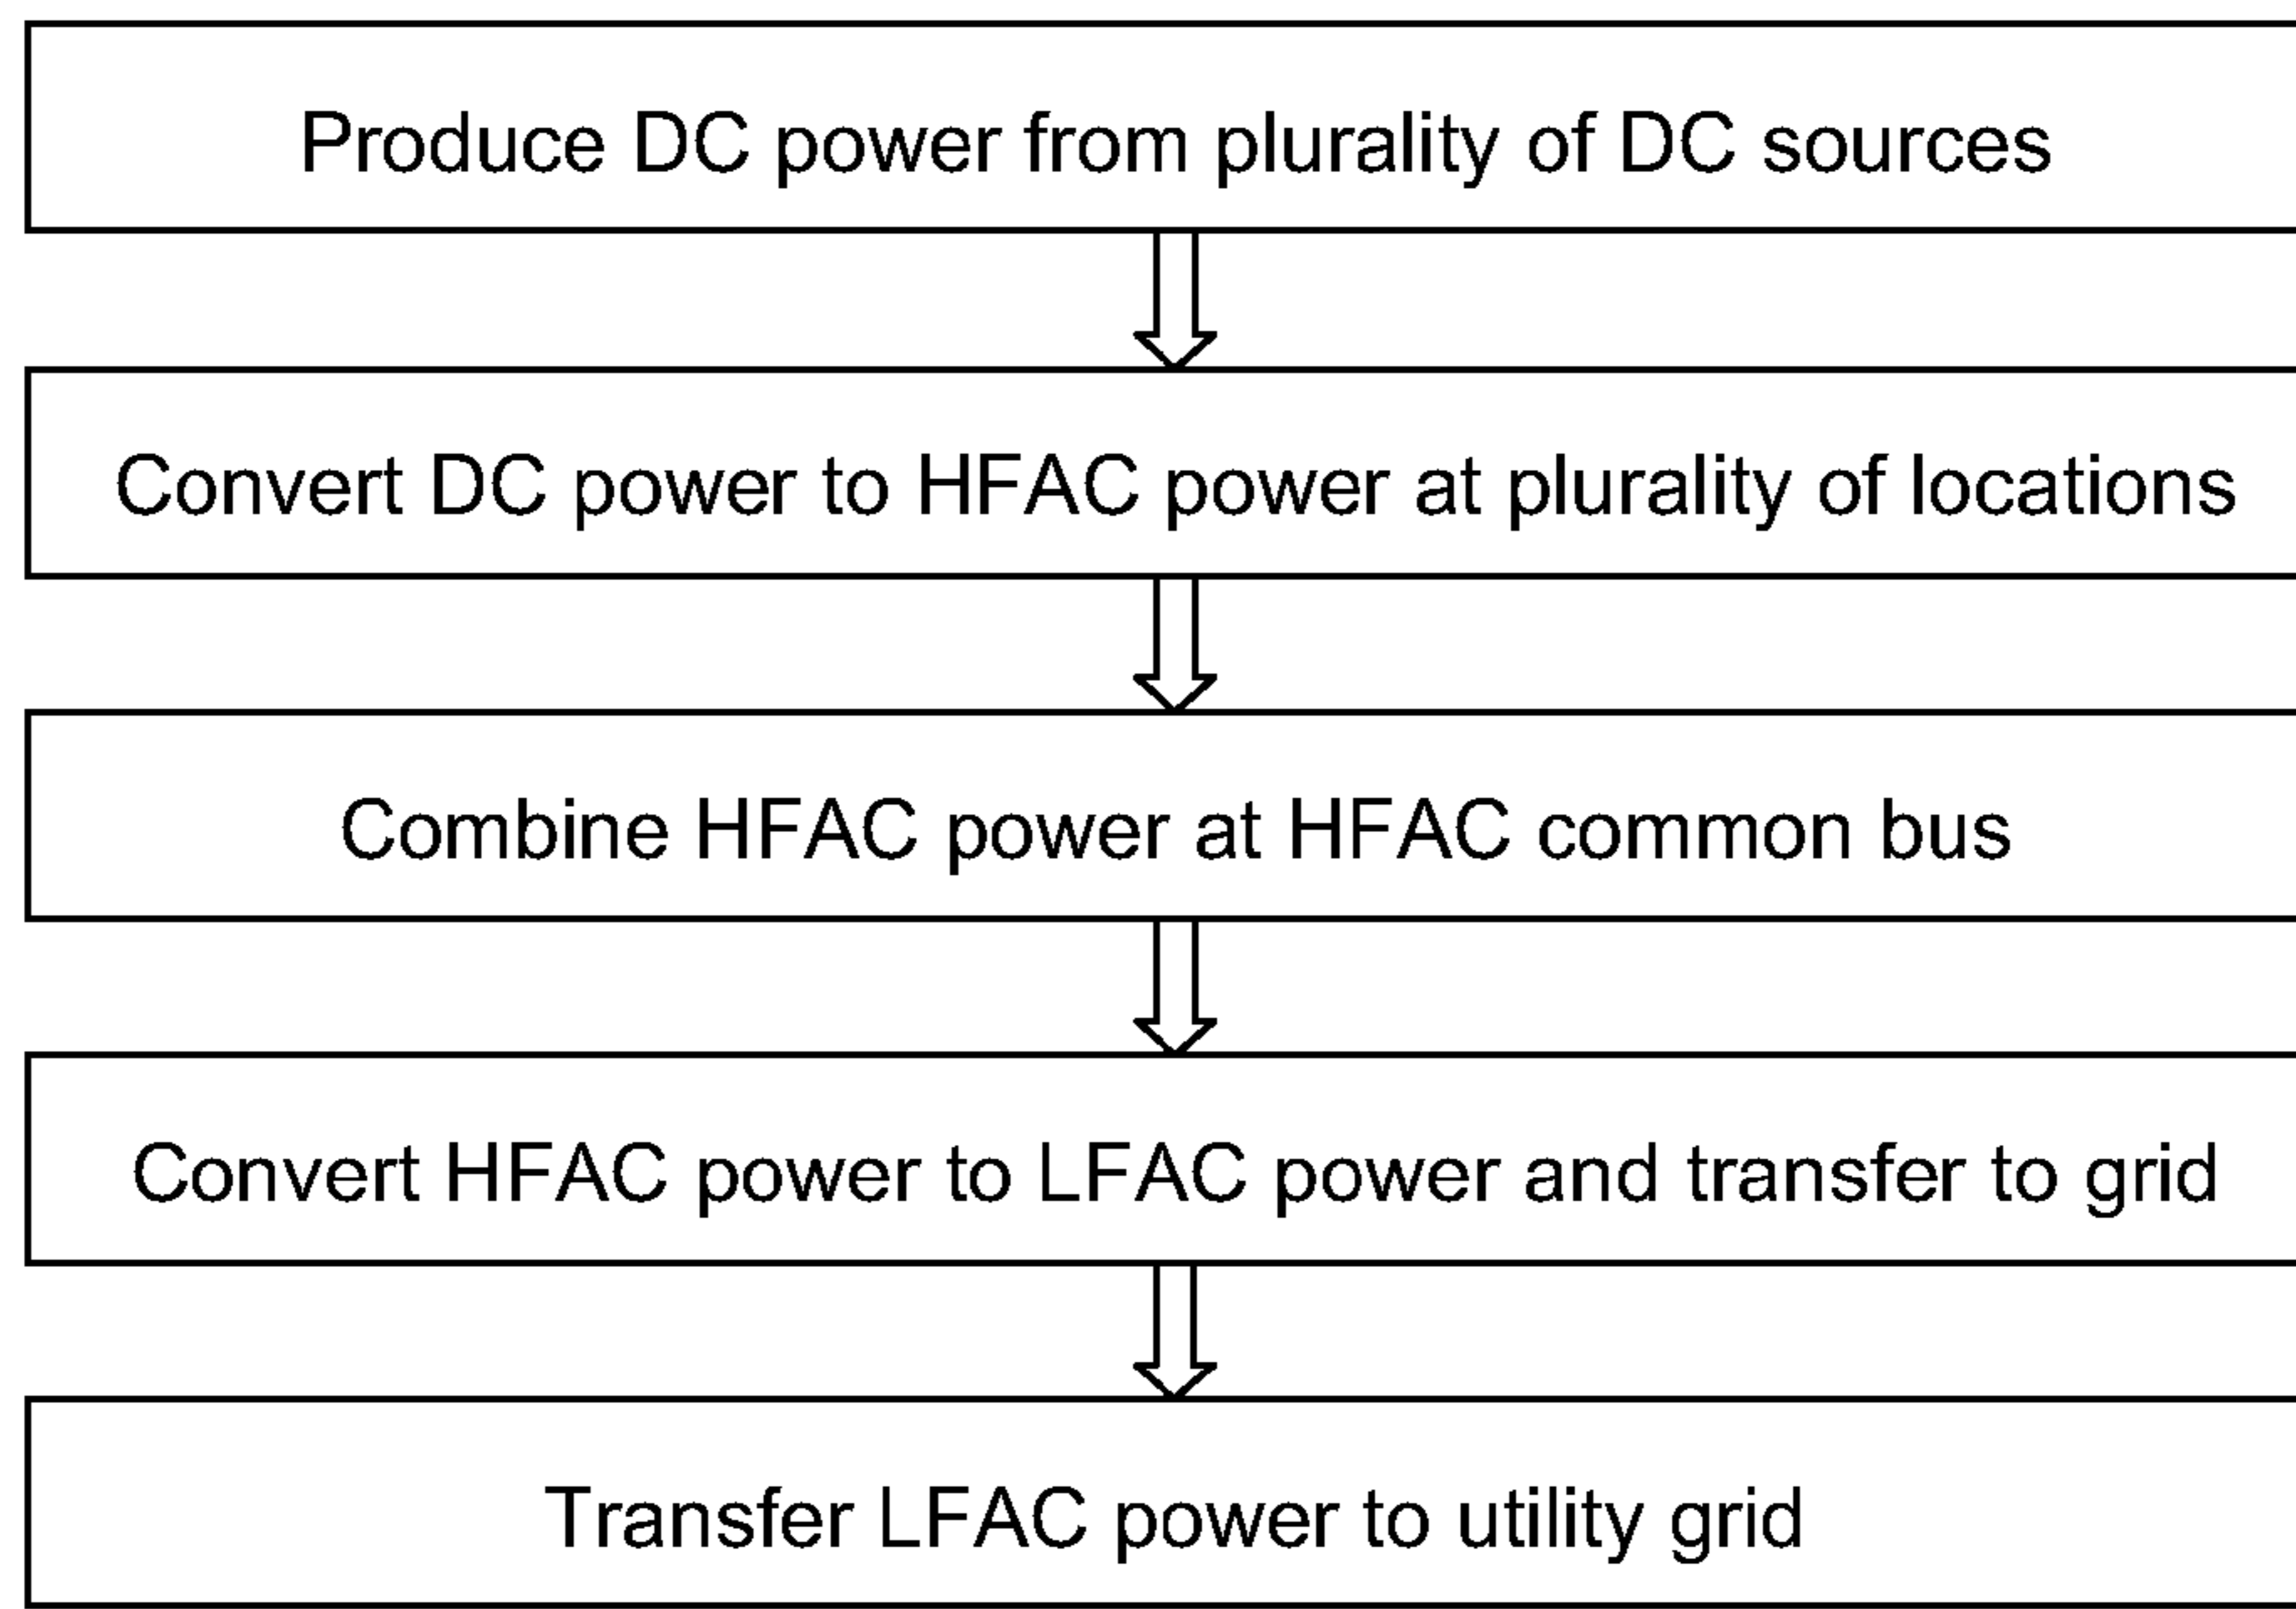 Produce DC power from plurality of DC sources
Convert DC power to HFAC power at plurality of locations
Combine HFAC power at HFAC common bus
Convert HFAC power to LFAC power and transfer to grid
Transfer LFAC power to utility grid